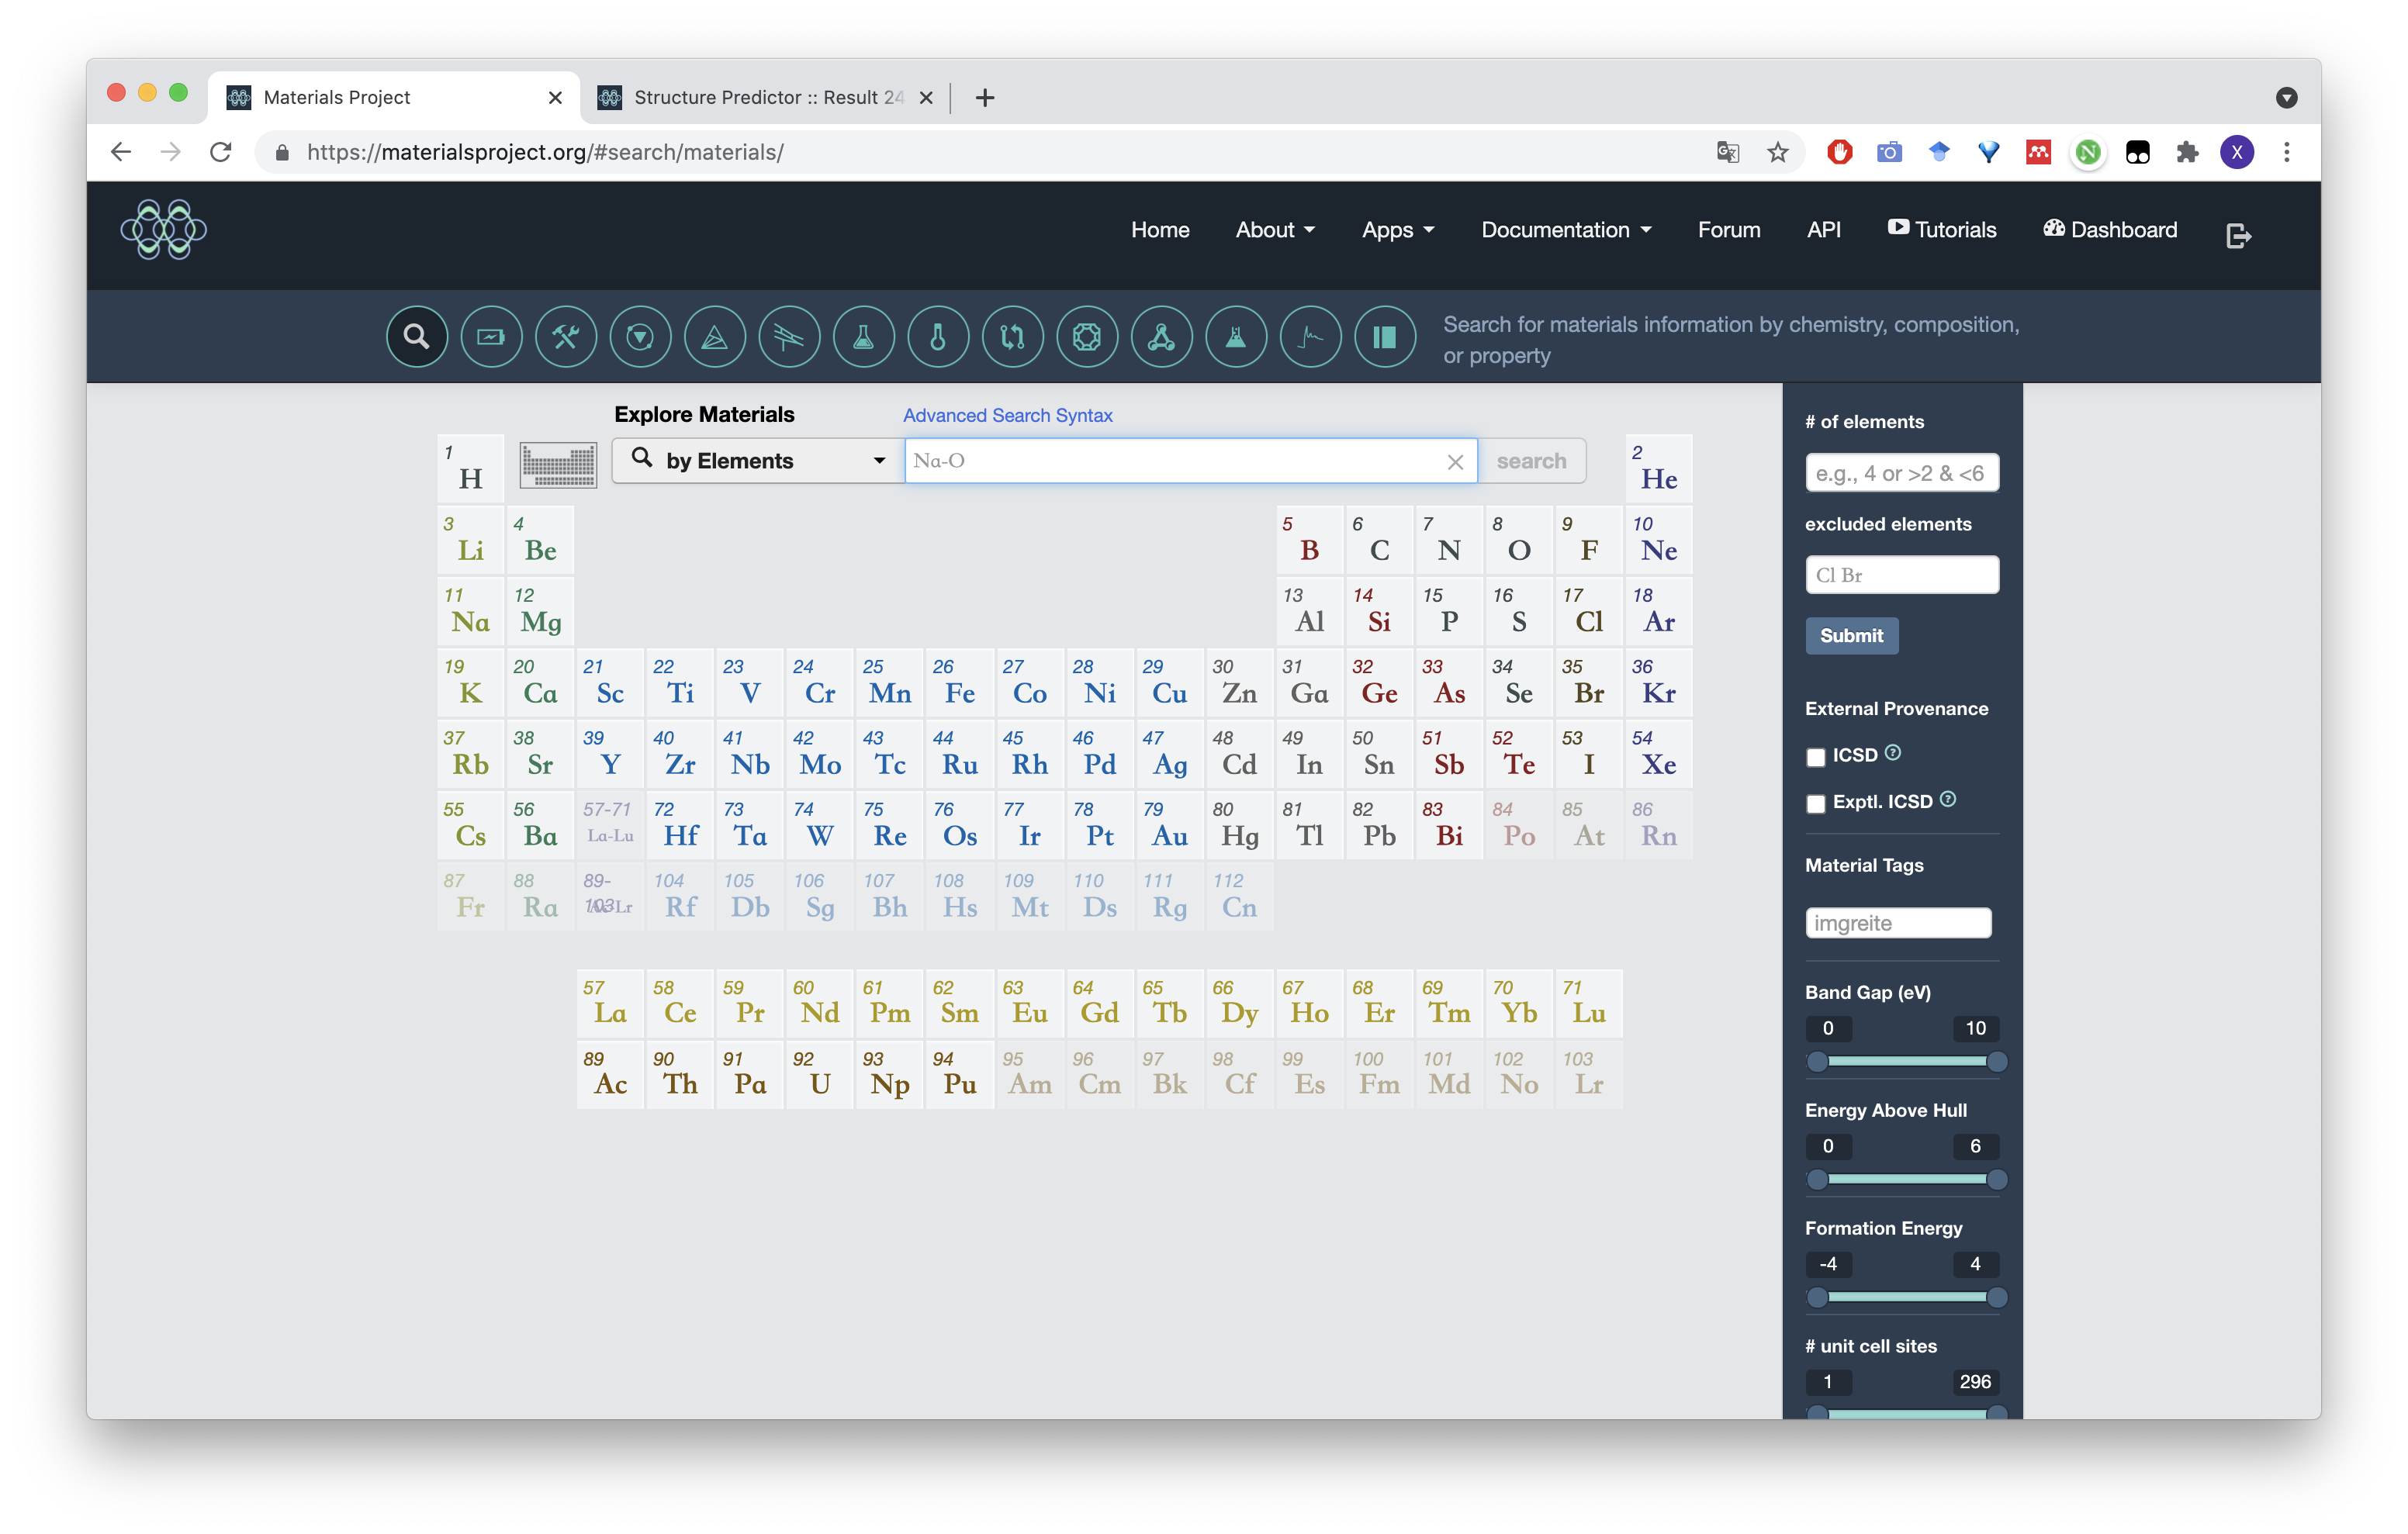 Materials Project
Structure Predictor :: Result 24
https://materialsproject.org/#search/materials/
X
Home About Apps Documentation Forum API Tutorials Dashboard
Search for materials information by chemistry, composition,
or property
Explore Materials Advanced Search Syntax
by Elements Na-O search
1 H 2 He
3 Li 4 Be 5 B 6 C 7 N 8 O 9 F 10 Ne
11 Na 12 Mg 13 Al 14 Si 15 P 16 S 17 Cl 18 Ar
19 K 20 Ca 21 Sc 22 Ti 23 V 24 Cr 25 Mn 26 Fe 27 Co 28 Ni 29 Cu 30 Zn 31 Ga 32 Ge 33 As 34 Se 35 Br 36 Kr
37 Rb 38 Sr 39 Y 40 Zr 41 Nb 42 Mo 43 Tc 44 Ru 45 Rh 46 Pd 47 Ag 48 Cd 49 In 50 Sn 51 Sb 52 Te 53 I 54 Xe
55 Cs 56 Ba 57-71 La-Lu 72 Hf 73 Ta 74 W 75 Re 76 Os 77 Ir 78 Pt 79 Au 80 Hg 81 Tl 82 Pb 83 Bi 84 Po 85 At 86 Rn
87 Fr 88 Ra 89-103 Ac-Lr 104 Rf 105 Db 106 Sg 107 Bh 108 Hs 109 Mt 110 Ds 111 Rg 112 Cn
57 La 58 Ce 59 Pr 60 Nd 61 Pm 62 Sm 63 Eu 64 Gd 65 Tb 66 Dy 67 Ho 68 Er 69 Tm 70 Yb 71 Lu
89 Ac 90 Th 91 Pa 92 U 93 Np 94 Pu 95 Am 96 Cm 97 Bk 98 Cf 99 Es 100 Fm 101 Md 102 No 103 Lr
# of elements
e.g., 4 or >2 & <6
excluded elements
Cl Br
Submit
External Provenance
ICSD ?
Exptl. ICSD ?
Material Tags
imgreite
Band Gap (eV)
0 10
Energy Above Hull
0 6
Formation Energy
-4 4
# unit cell sites
1 296